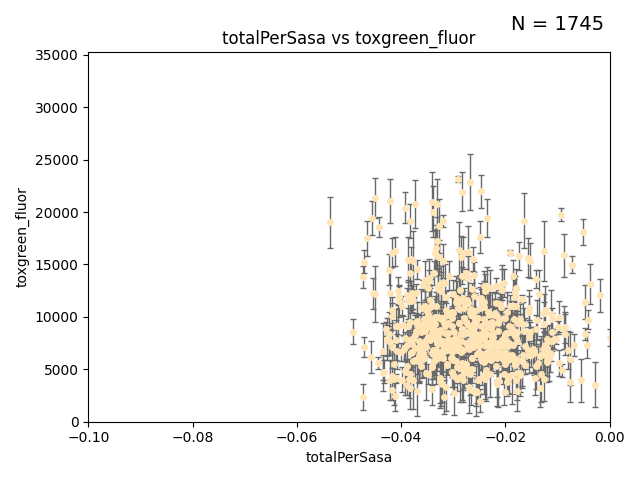 N = 1745
totalPerSasa vs toxgreen_fluor
35000
30000
25000
20000
15000
10000
5000
0
toxgreen_fluor
−0.10 −0.08 −0.06 −0.04 −0.02 0.00
totalPerSasa